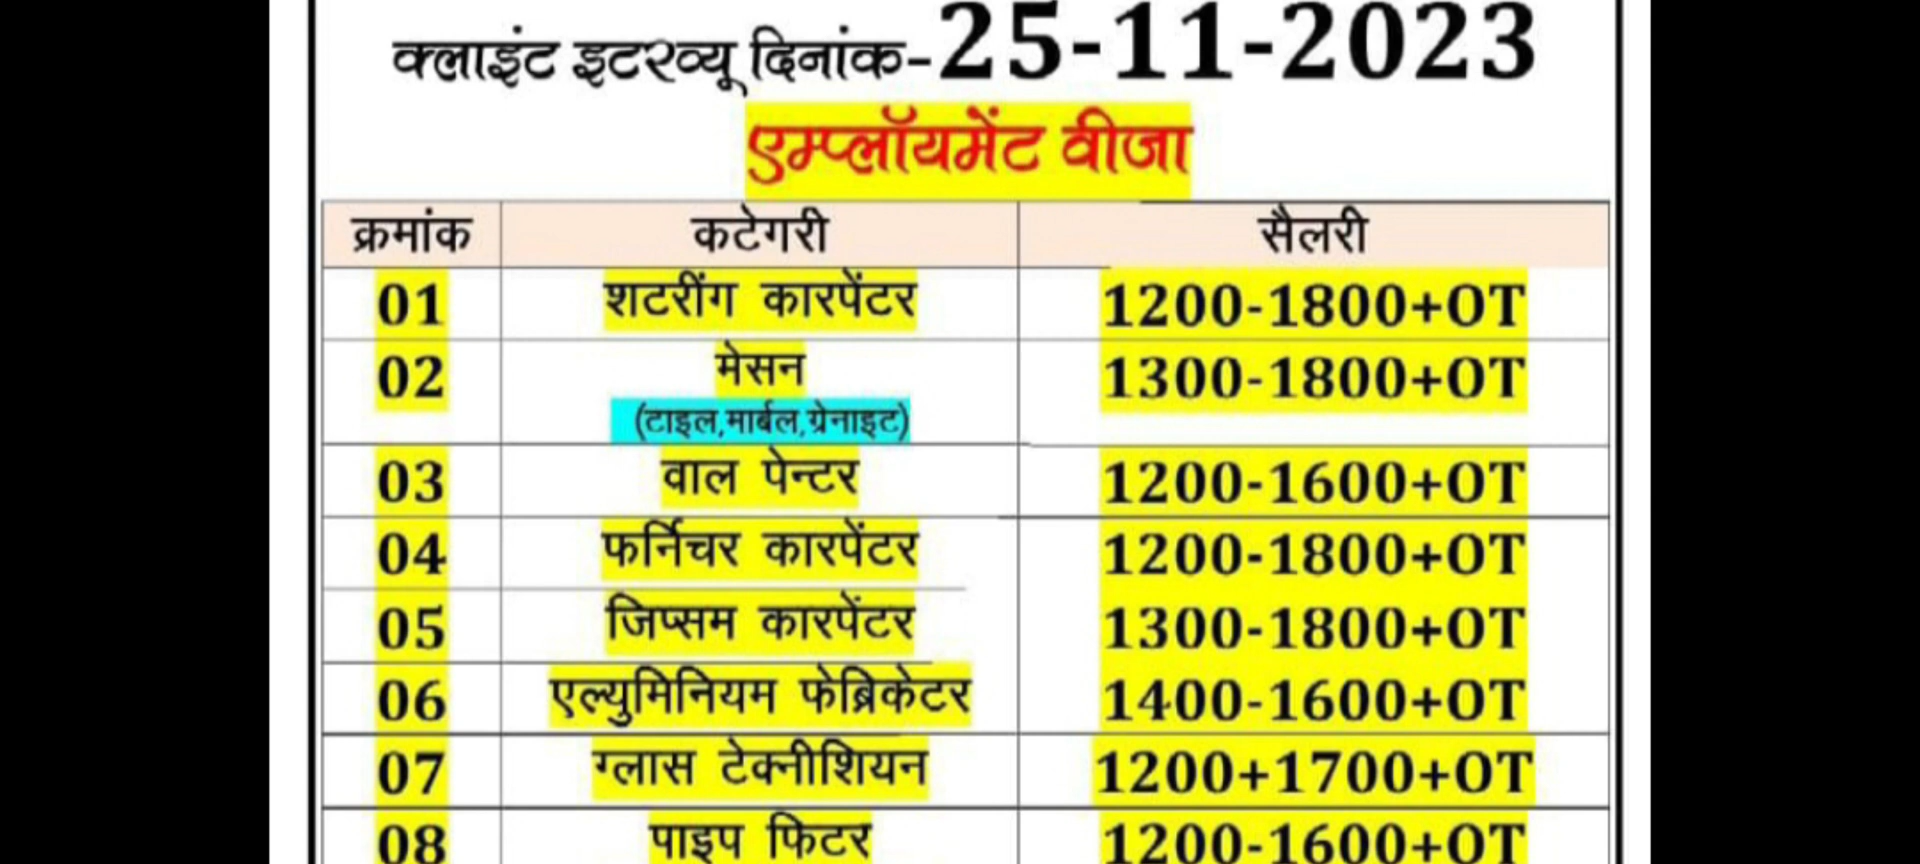 क्लाइंट इटरव्यू दिनांक-25-11-2023
एम्प्लॉयमेंट वीजा
क्रमांक कटेगरी सैलरी
01 शटरींग कारपेंटर 1200-1800+OT
02 मेसन 1300-1800+OT
(टाइल,मार्बल,ग्रेनाइट)
03 वाल पेन्टर 1200-1600+OT
04 फर्निचर कारपेंटर 1200-1800+OT
05 जिप्सम कारपेंटर 1300-1800+OT
06 एल्युमिनियम फेब्रिकेटर 1400-1600+OT
07 ग्लास टेक्नीशियन 1200+1700+OT
08 पाइप फिटर 1200-1600+OT